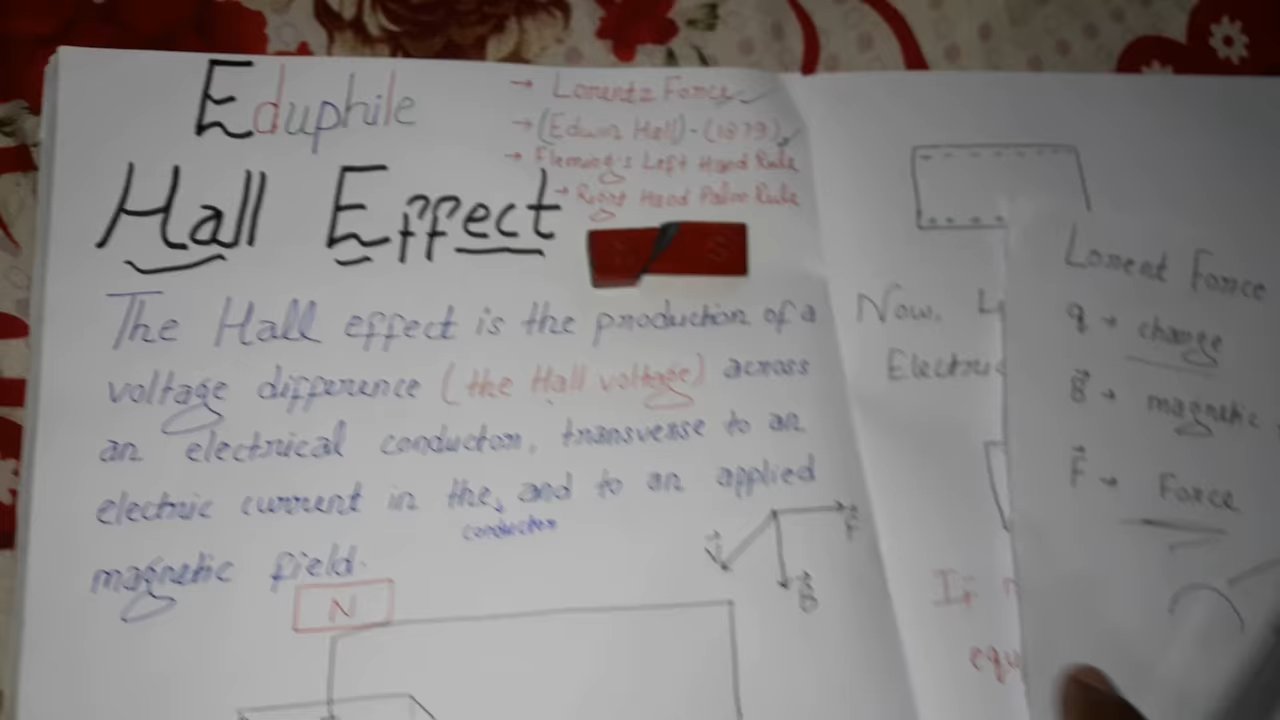 Eduphile
→ Lorentz Force
→ (Edwin Hall) - (1879)
→ Fleming's Left Hand Rule
→ Right Hand Palm Rule
Hall Effect
S
The Hall effect is the production of a
voltage difference (the Hall voltage) across
an electrical conductor, transverse to an
electric current in the, and to an applied
conductor
magnetic field.
N
V
F
B
Now,
Lorent Force
q → charge
B → magnetic
F → Force